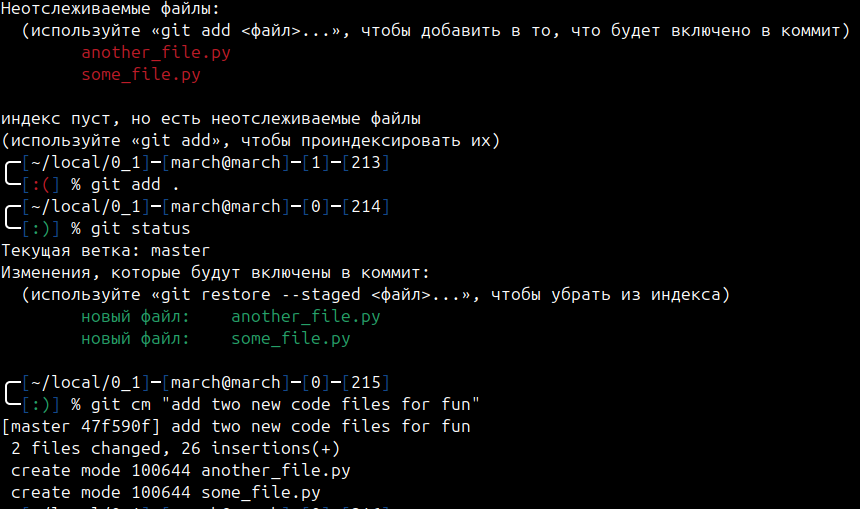 Неотслеживаемые файлы:
(используйте «git add <файл>...», чтобы добавить в то, что будет включено в коммит)
another_file.py
some_file.py
индекс пуст, но есть неотслеживаемые файлы
(используйте «git add», чтобы проиндексировать их)
[~/local/0_1]─[march@march]─[1]─[213]
[:(] % git add .
[~/local/0_1]─[march@march]─[0]─[214]
[:)] % git status
Текущая ветка: master
Изменения, которые будут включены в коммит:
(используйте «git restore --staged <файл>...», чтобы убрать из индекса)
новый файл:    another_file.py
новый файл:    some_file.py
[~/local/0_1]─[march@march]─[0]─[215]
[:)] % git cm "add two new code files for fun"
[master 47f590f] add two new code files for fun
2 files changed, 26 insertions(+)
create mode 100644 another_file.py
create mode 100644 some_file.py